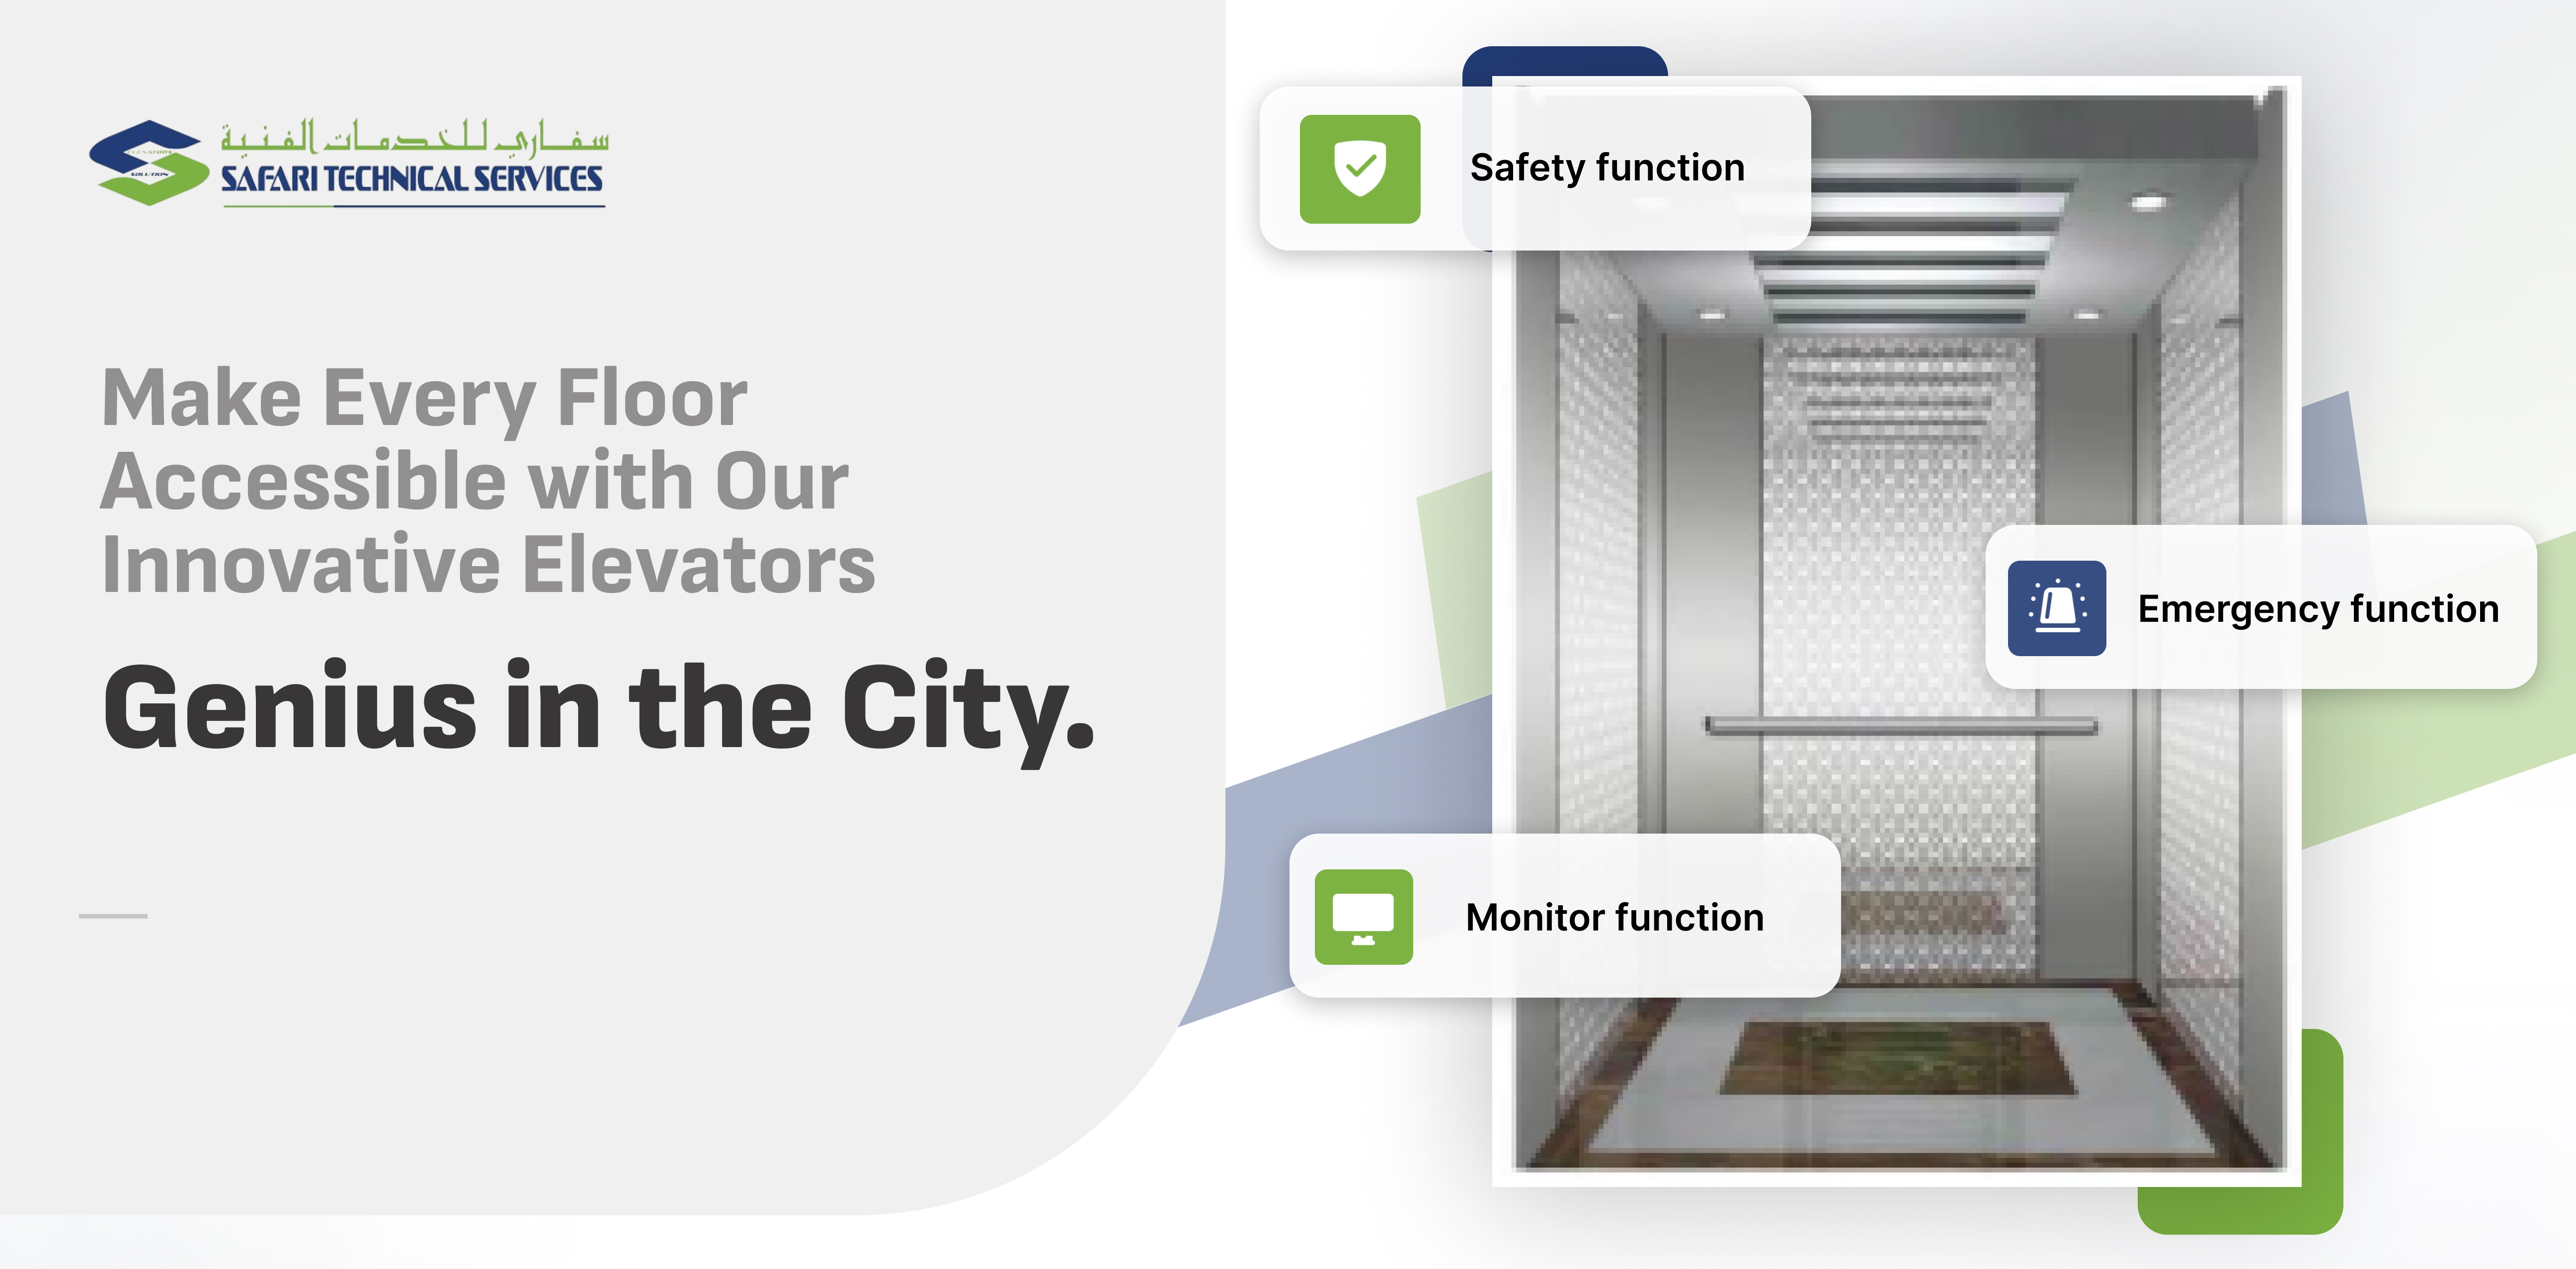 سفاري للخدمات الفنية
SAFARI TECHNICAL SERVICES
SOLUTION
Make Every Floor
Accessible with Our
Innovative Elevators
Genius in the City.
Safety function
Emergency function
Monitor function